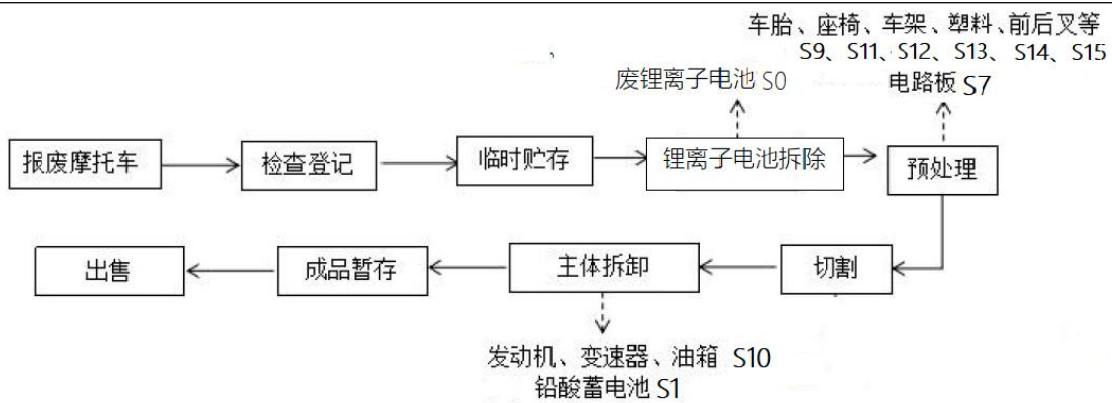 车胎、座椅、车架、塑料、前后叉等
S9、S11、S12、S13、S14、S15
废锂离子电池 S0
电路板 S7
报废摩托车
检查登记
临时贮存
锂离子电池拆除
预处理
出售
成品暂存
主体拆卸
切割
发动机、变速器、油箱 S10
铅酸蓄电池 S1